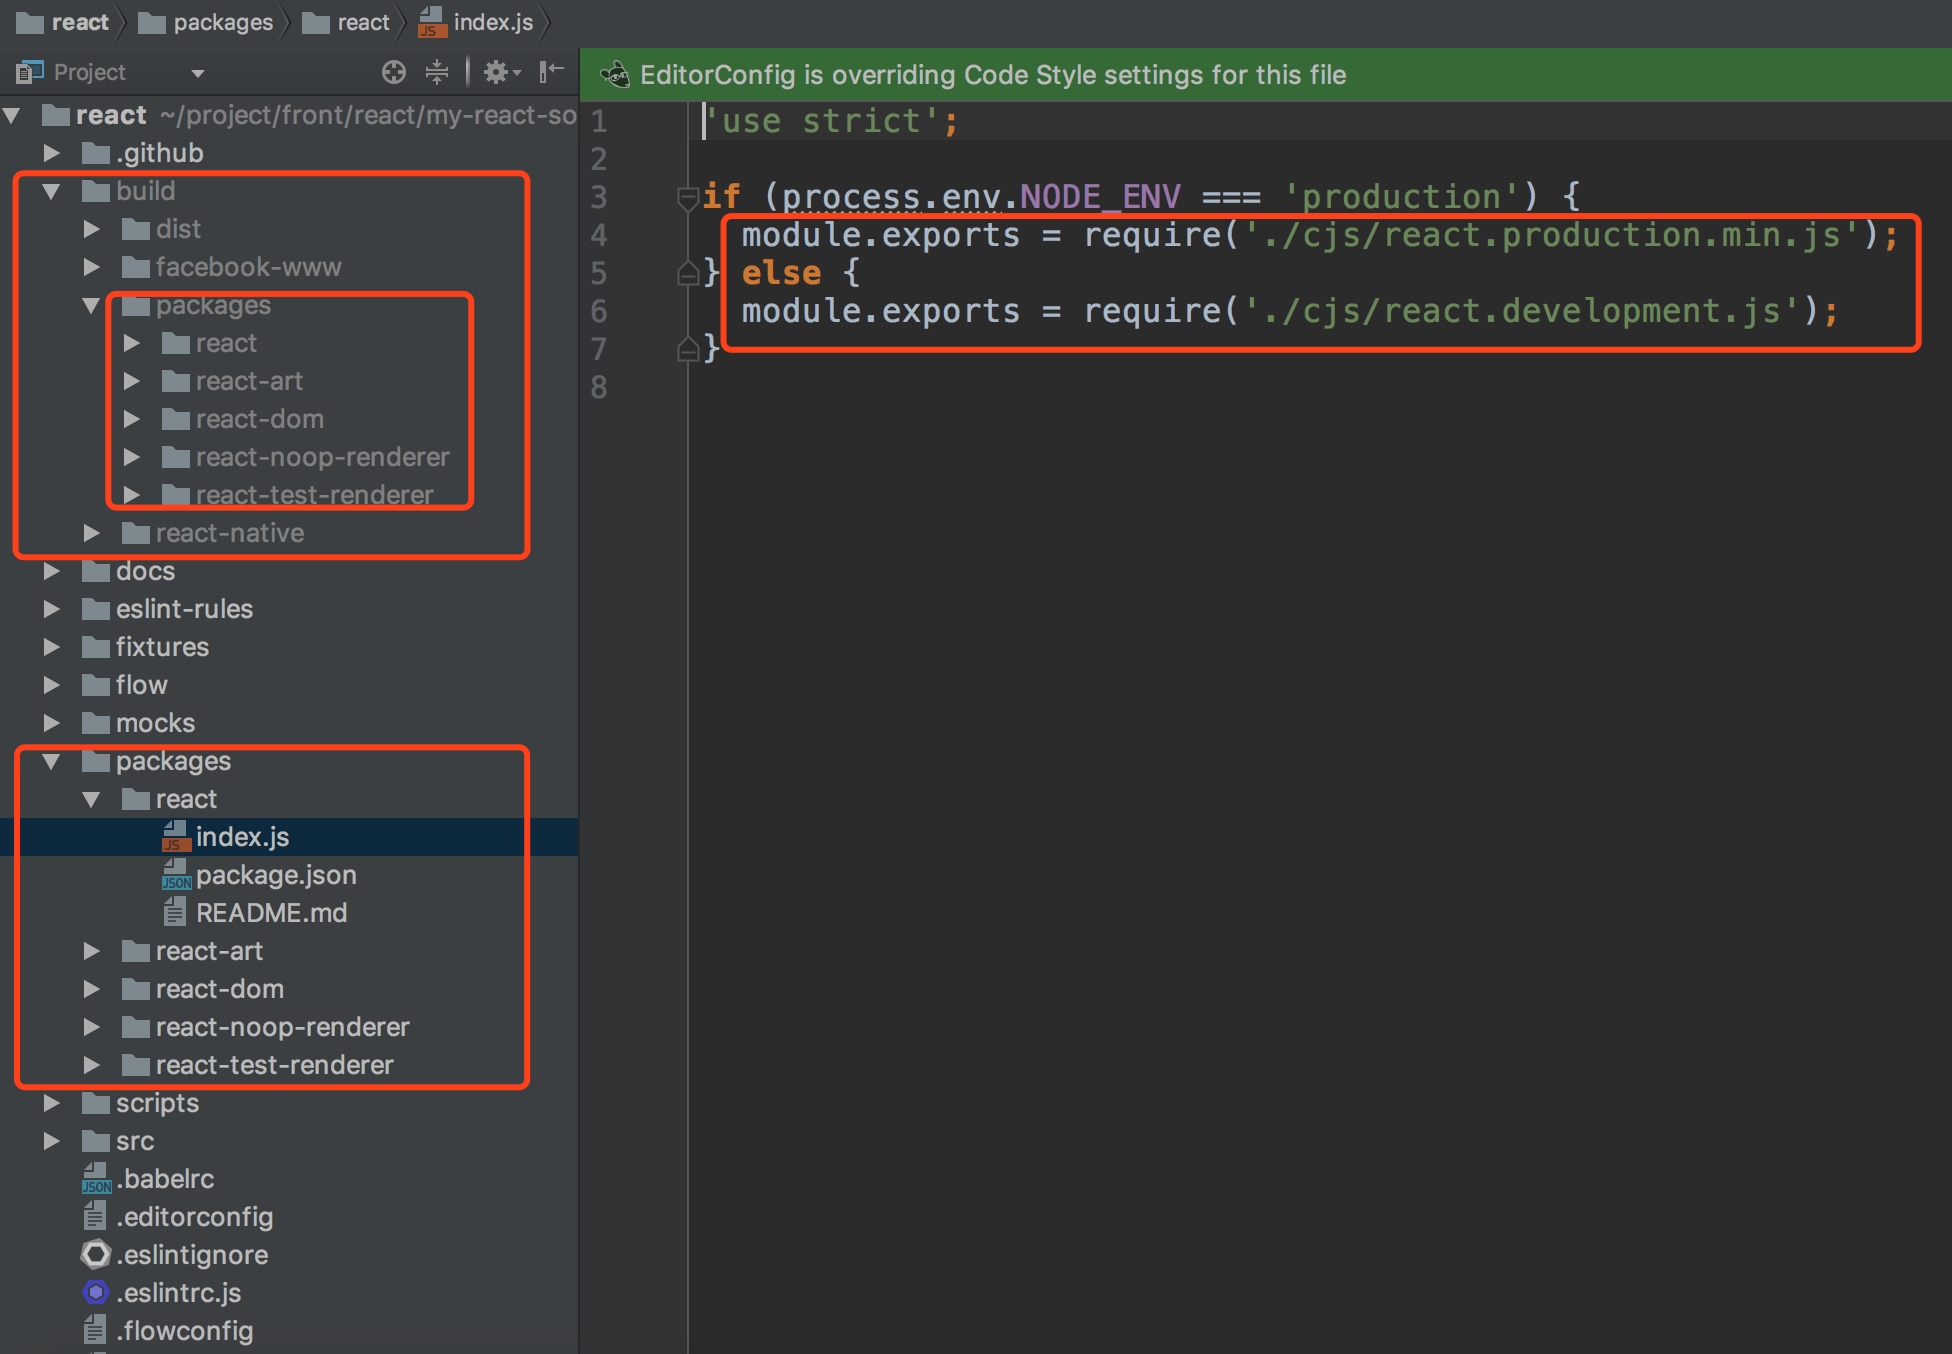 react packages react index.js
Project
EditorConfig is overriding Code Style settings for this file
react ~/project/front/react/my-react-so
.github
build
dist
facebook-www
packages
react
react-art
react-dom
react-noop-renderer
react-test-renderer
react-native
docs
eslint-rules
fixtures
flow
mocks
packages
react
index.js
package.json
README.md
react-art
react-dom
react-noop-renderer
react-test-renderer
scripts
src
.babelrc
.editorconfig
.eslintignore
.eslintrc.js
.flowconfig
1 'use strict';
2
3 if (process.env.NODE_ENV === 'production') {
4 module.exports = require('./cjs/react.production.min.js');
5 } else {
6 module.exports = require('./cjs/react.development.js');
7 }
8